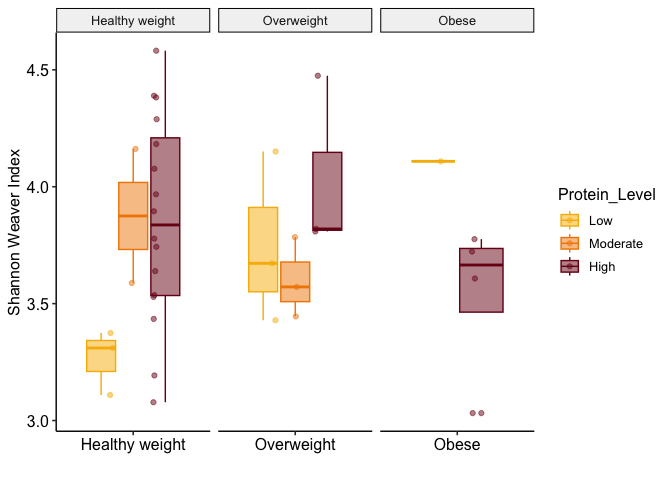 Healthy weight
Overweight
Obese
Shannon Weaver Index
4.5
4.0
3.5
3.0
Healthy weight
Overweight
Obese
Protein_Level
Low
Moderate
High